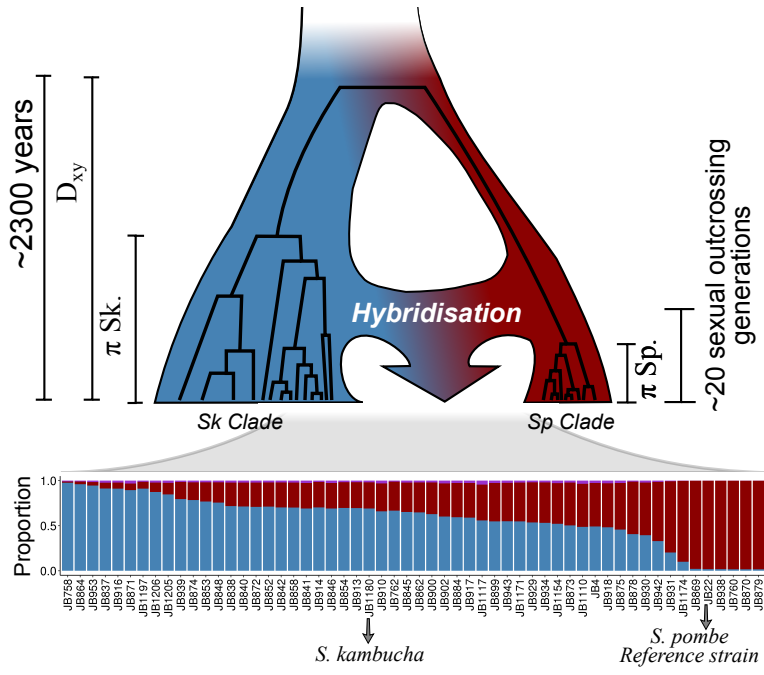 ~2300 years
Dxy
π Sk.
Hybridisation
π Sp.
~20 sexual outcrosssing
generations
Sk Clade
Sp Clade
Proportion
1.0
0.5
0.0
JB758
JB864
JB953
JB837
JB916
JB871
JB1197
JB1206
JB1205
JB939
JB874
JB853
JB848
JB838
JB840
JB872
JB852
JB842
JB858
JB841
JB914
JB846
JB854
JB913
JB1180
JB910
JB762
JB845
JB862
JB900
JB902
JB884
JB917
JB1117
JB899
JB943
JB1171
JB929
JB934
JB1154
JB873
JB1110
JB4
JB918
JB875
JB878
JB930
JB942
JB931
JB1174
JB869
JB22
JB938
JB760
JB870
JB879
S. kambucha
S. pombe
Reference strain